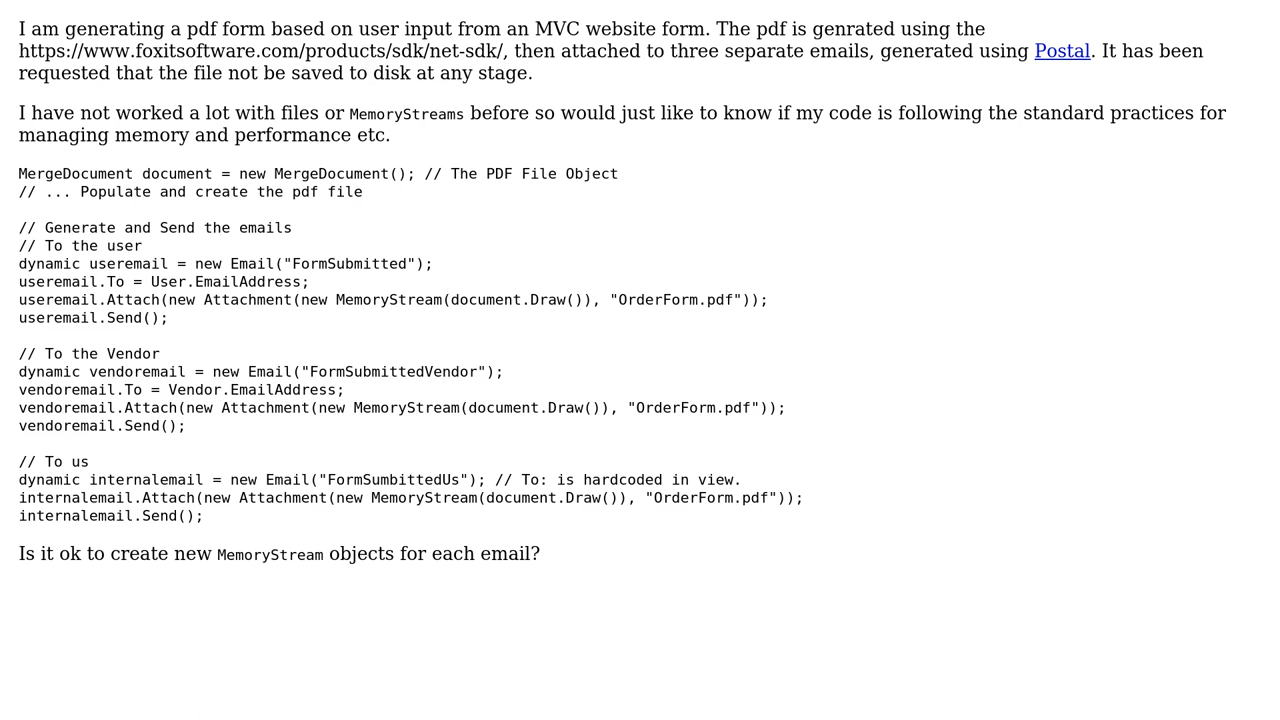 I am generating a pdf form based on user input from an MVC website form. The pdf is genrated using the
https://www.foxitsoftware.com/products/sdk/net-sdk/, then attached to three separate emails, generated using Postal. It has been
requested that the file not be saved to disk at any stage.
I have not worked a lot with files or MemoryStreams before so would just like to know if my code is following the standard practices for
managing memory and performance etc.
MergeDocument document = new MergeDocument(); // The PDF File Object
// ... Populate and create the pdf file
// Generate and Send the emails
// To the user
dynamic useremail = new Email("FormSubmitted");
useremail.To = User.EmailAddress;
useremail.Attach(new Attachment(new MemoryStream(document.Draw()), "OrderForm.pdf"));
useremail.Send();
// To the Vendor
dynamic vendoremail = new Email("FormSubmittedVendor");
vendoremail.To = Vendor.EmailAddress;
vendoremail.Attach(new Attachment(new MemoryStream(document.Draw()), "OrderForm.pdf"));
vendoremail.Send();
// To us
dynamic internalemail = new Email("FormSumbittedUs"); // To: is hardcoded in view.
internalemail.Attach(new Attachment(new MemoryStream(document.Draw()), "OrderForm.pdf"));
internalemail.Send();
Is it ok to create new MemoryStream objects for each email?